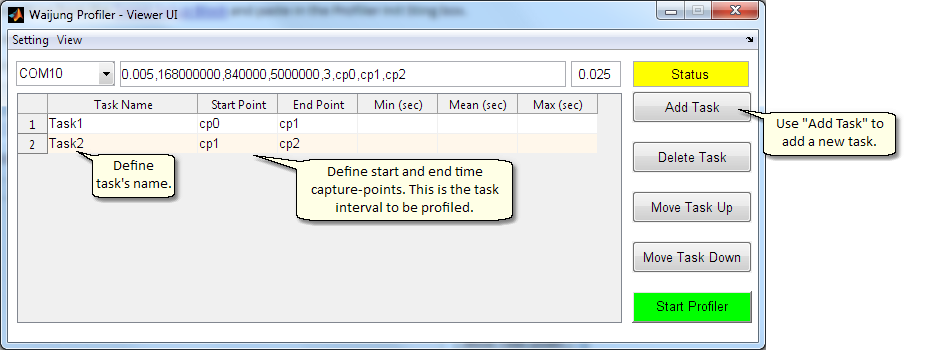 Waijung Profiler - Viewer UI
Setting View
COM10 0.005,168000000,840000,5000000,3,cp0,cp1,cp2 0.025 Status
Task Name Start Point End Point Min (sec) Mean (sec) Max (sec)
1 Task1 cp0 cp1
2 Task2 cp1 cp2
Define
task's name.
Define start and end time
capture-points. This is the task
interval to be profiled.
Add Task
Use "Add Task" to
add a new task.
Delete Task
Move Task Up
Move Task Down
Start Profiler